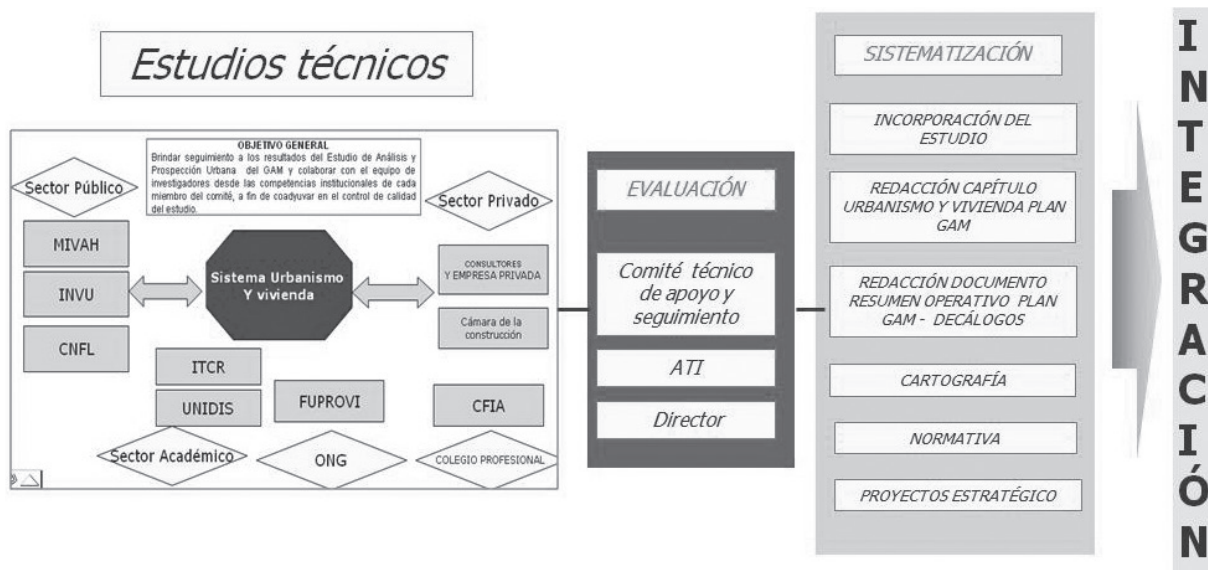 Estudios técnicos
OBJETIVO GENERAL
Brindar seguimiento a los resultados del Estudio de Análisis y
Prospección Urbana del GAM y colaborar con el equipo de
investigadores desde las competencias institucionales de cada
miembro del comité, a fin de coadyuvar en el control de calidad
del estudio.
Sector Público
Sector Privado
MIVAH
INVU
CNFL
Sistema Urbanismo
Y vivienda
CONSULTORES
Y EMPRESA PRIVADA
Cámara de la
construcción
ITCR
UNIDIS
FUPROVI
CFIA
Sector Académico
ONG
COLEGIO PROFESIONAL
EVALUACIÓN
Comité técnico
de apoyo y
seguimiento
ATI
Director
SISTEMATIZACIÓN
INCORPORACIÓN DEL
ESTUDIO
REDACCIÓN CAPÍTULO
URBANISMO Y VIVIENDA PLAN
GAM
REDACCIÓN DOCUMENTO
RESUMEN OPERATIVO PLAN
GAM - DECÁLOGOS
CARTOGRAFÍA
NORMATIVA
PROYECTOS ESTRATÉGICO
INTEGRACIÓN